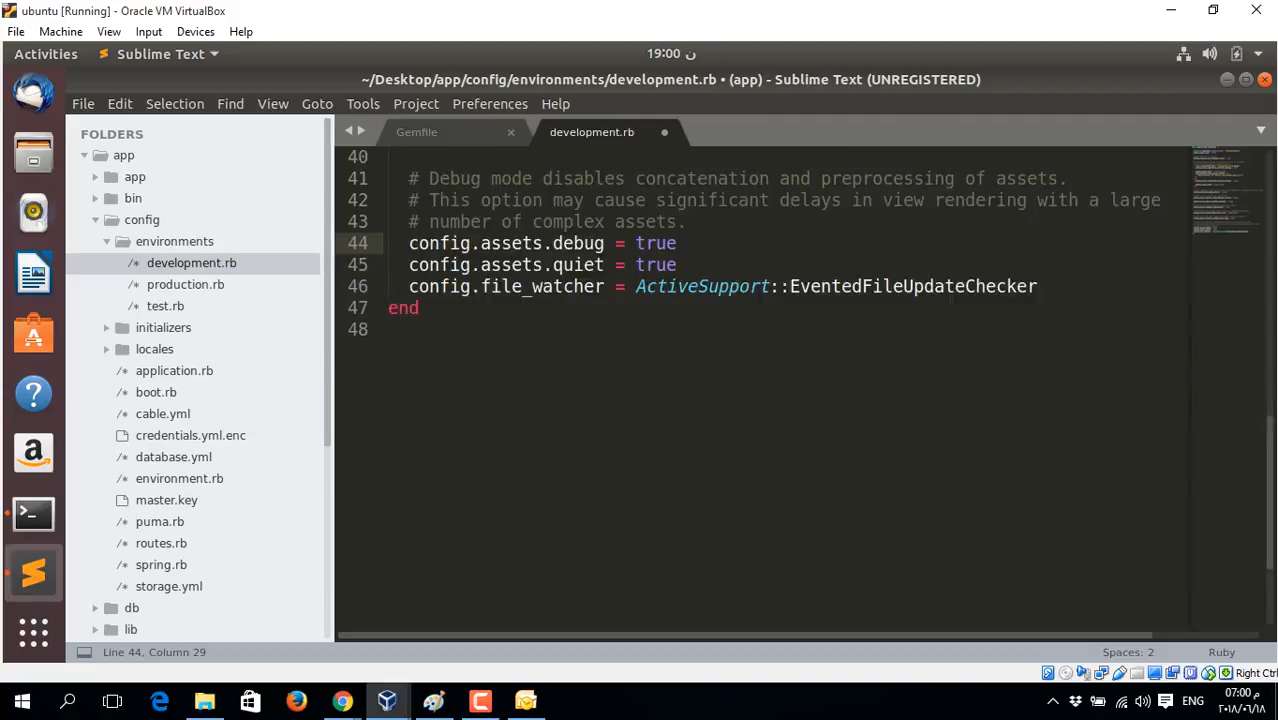 ubuntu [Running] - Oracle VM VirtualBox
File Machine View Input Devices Help
Activities Sublime Text 19:00 ن
~/Desktop/app/config/environments/development.rb • (app) - Sublime Text (UNREGISTERED)
File Edit Selection Find View Goto Tools Project Preferences Help
FOLDERS
app
app
bin
config
environments
/* development.rb
/* production.rb
/* test.rb
initializers
locales
/* application.rb
/* boot.rb
/* cable.yml
credentials.yml.enc
/* database.yml
/* environment.rb
master.key
/* puma.rb
/* routes.rb
/* spring.rb
/* storage.yml
db
lib
Gemfile development.rb
40
41 # Debug mode disables concatenation and preprocessing of assets.
42 # This option may cause significant delays in view rendering with a large
43 # number of complex assets.
44 config.assets.debug = true
45 config.assets.quiet = true
46 config.file_watcher = ActiveSupport::EventedFileUpdateChecker
47 end
48
Line 44, Column 29 Spaces: 2 Ruby
Right Ctrl
ENG
07:00 م
٢٠١٨/٠٦/١٨